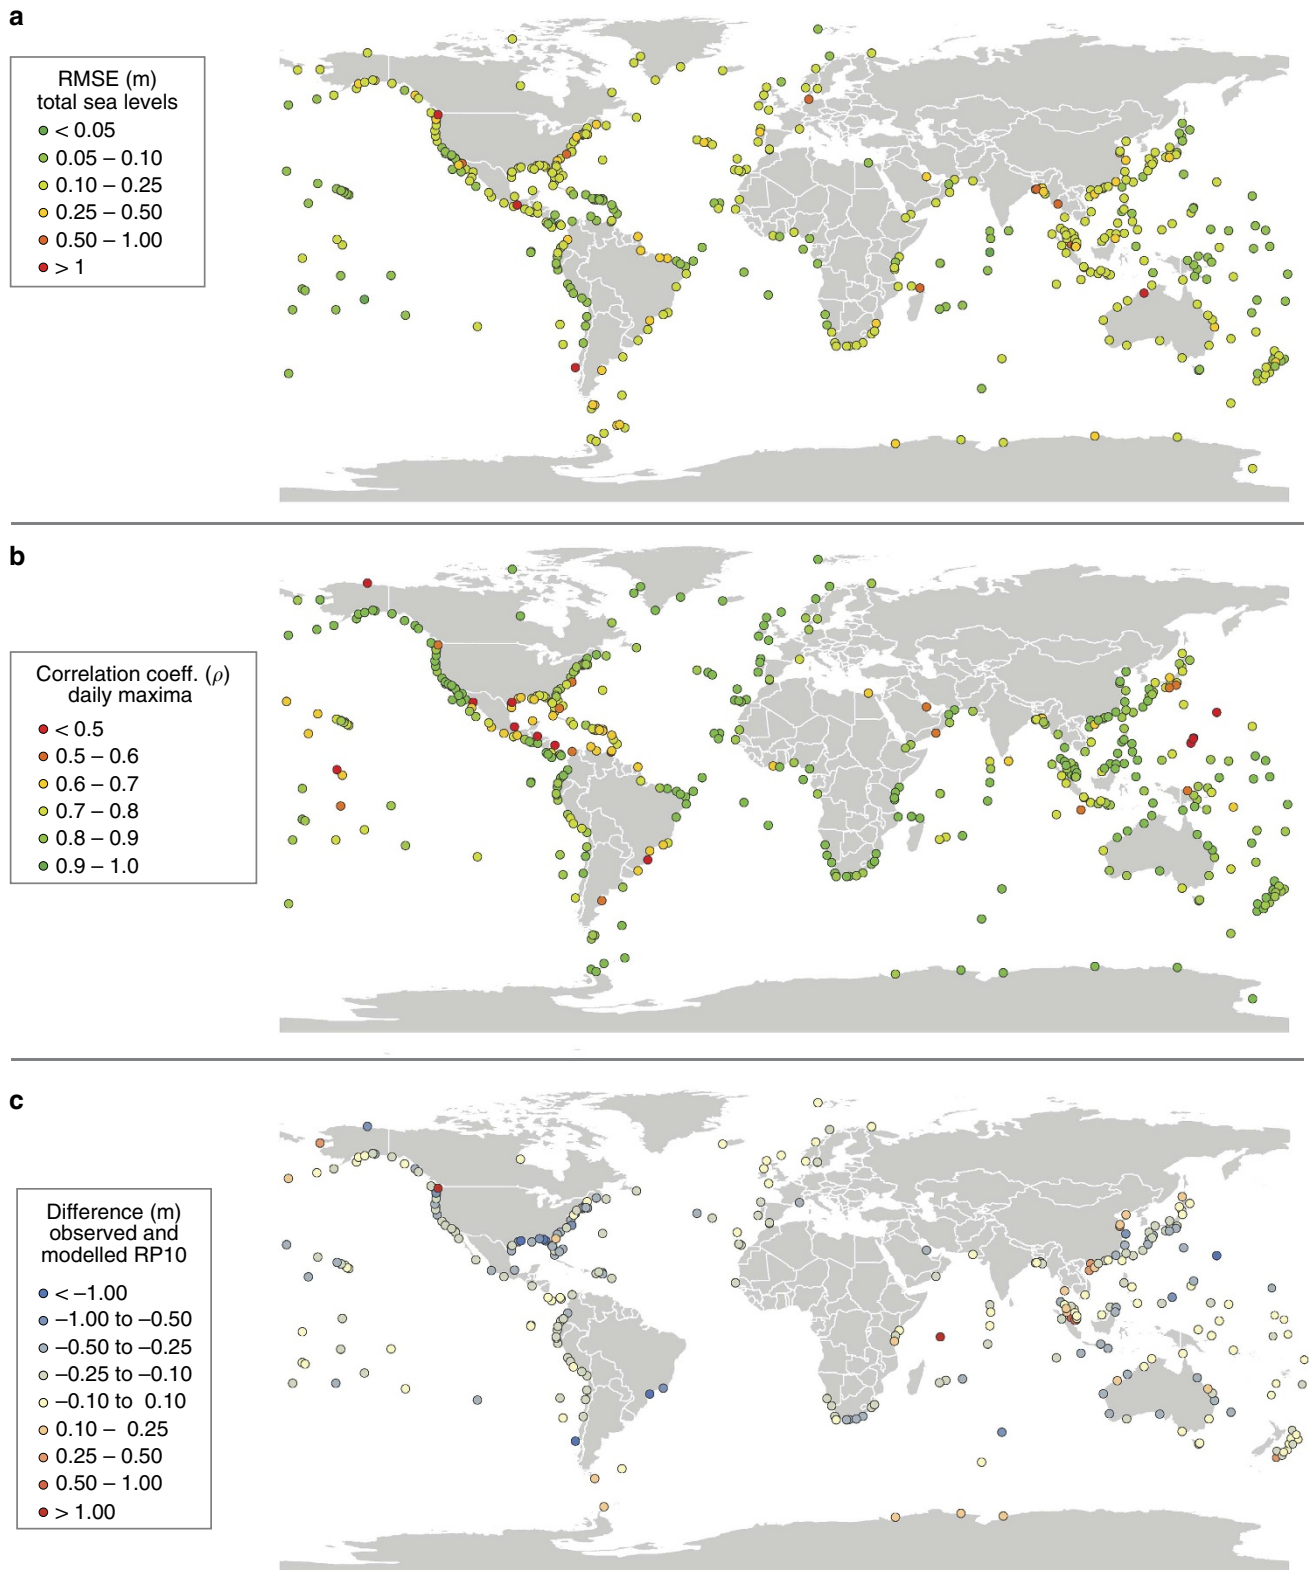 a
RMSE (m)
total sea levels
< 0.05
0.05 – 0.10
0.10 – 0.25
0.25 – 0.50
0.50 – 1.00
> 1
b
Correlation coeff. (ρ)
daily maxima
< 0.5
0.5 – 0.6
0.6 – 0.7
0.7 – 0.8
0.8 – 0.9
0.9 – 1.0
c
Difference (m)
observed and
modelled RP10
< –1.00
–1.00 to –0.50
–0.50 to –0.25
–0.25 to –0.10
–0.10 to 0.10
0.10 – 0.25
0.25 – 0.50
0.50 – 1.00
> 1.00